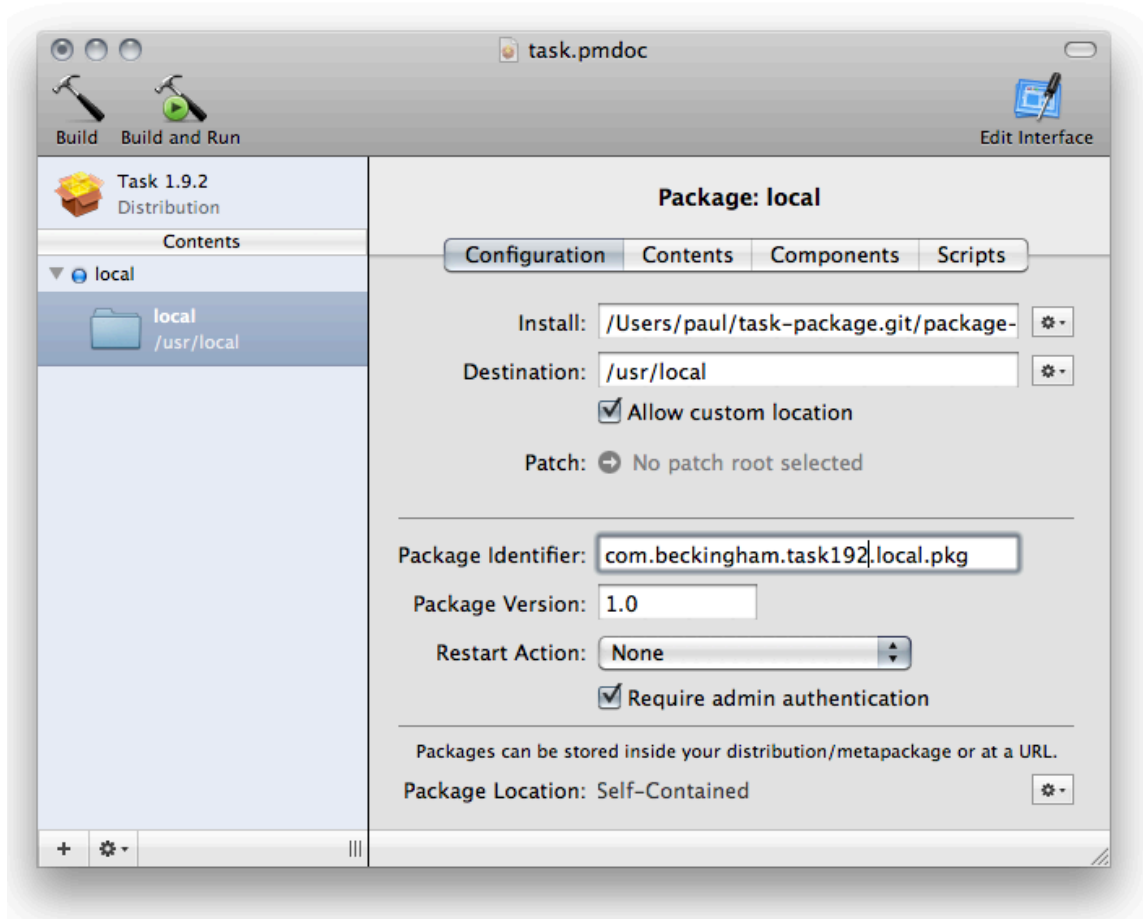 task.pmdoc
Build Build and Run Edit Interface
Task 1.9.2
Distribution
Contents
local
local
/usr/local
Package: local
Configuration Contents Components Scripts
Install: /Users/paul/task-package.git/package-
Destination: /usr/local
Allow custom location
Patch: No patch root selected
Package Identifier: com.beckingham.task192.local.pkg
Package Version: 1.0
Restart Action: None
Require admin authentication
Packages can be stored inside your distribution/metapackage or at a URL.
Package Location: Self-Contained